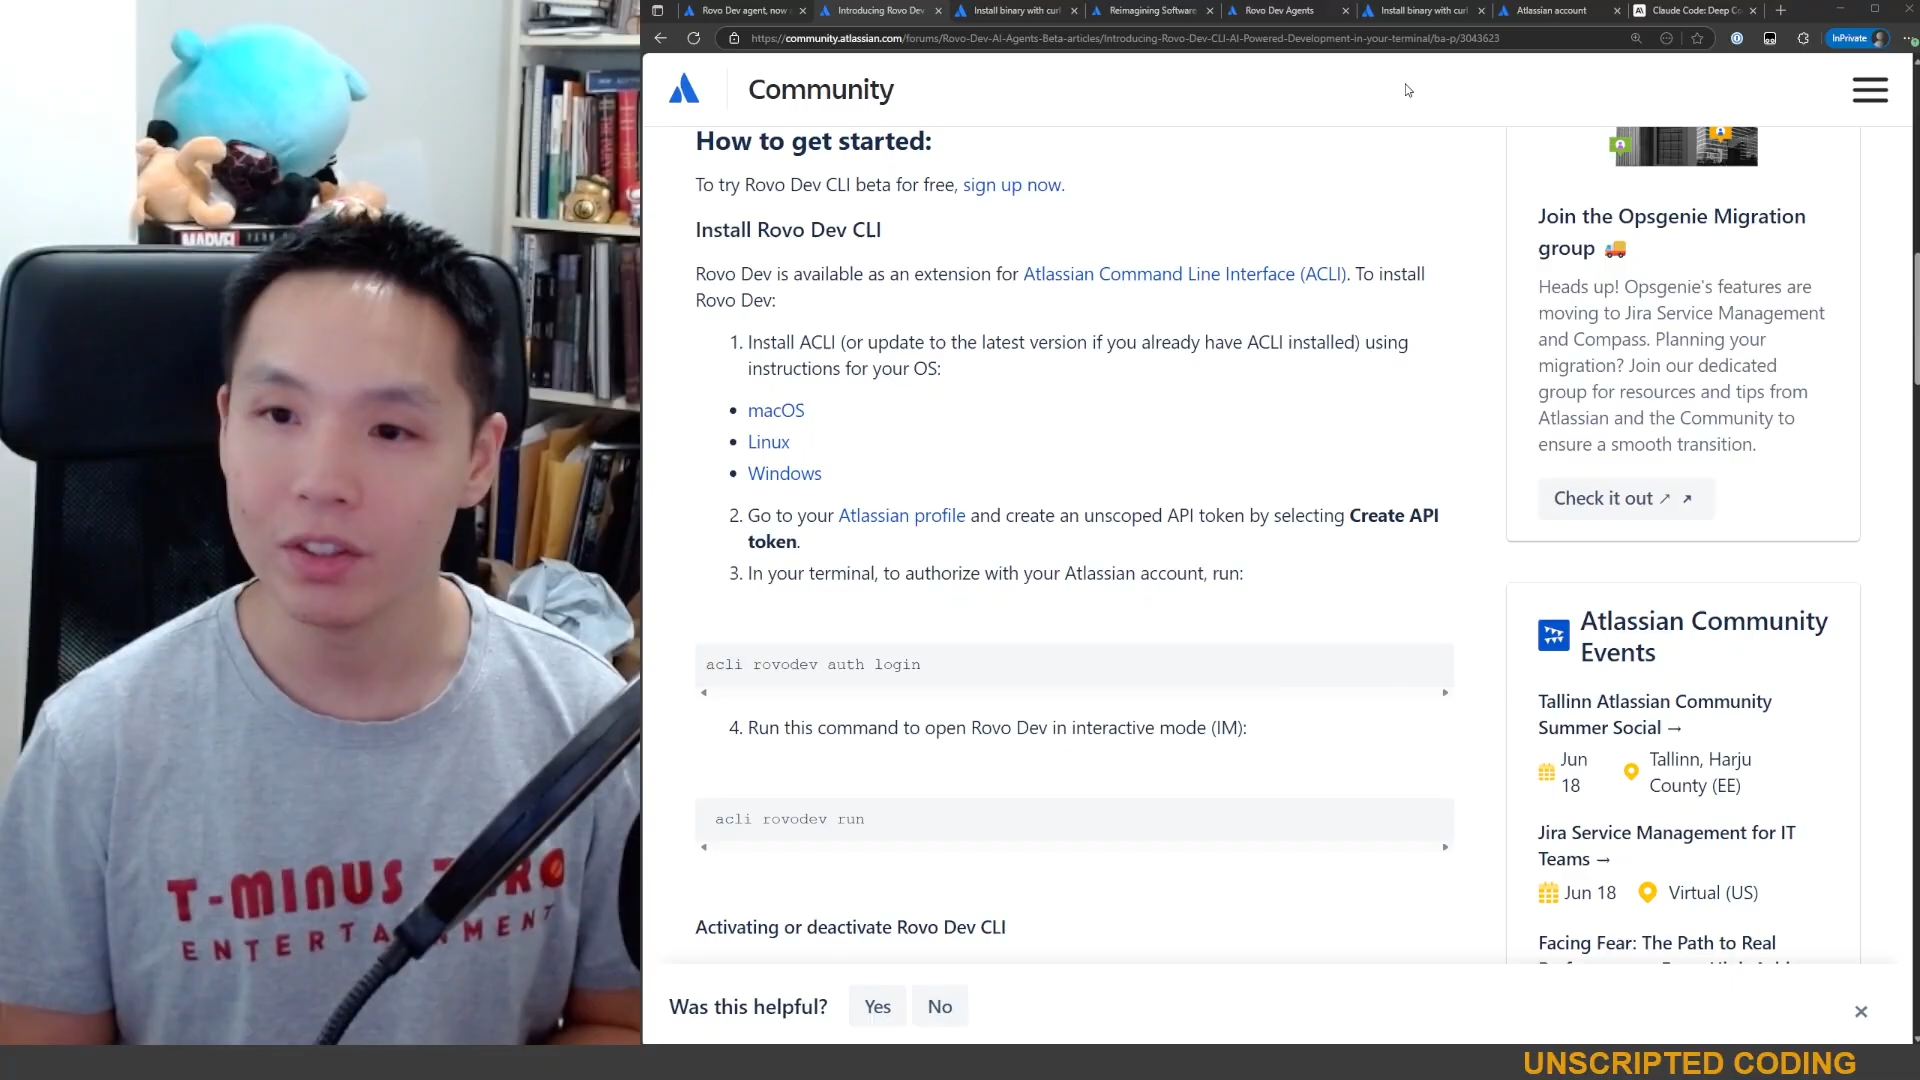 Rovo Dev agent, now
Introducing Rovo Dev
Install binary with curl
Reimagining Software
Rovo Dev Agents
Install binary with curl
Atlassian account
Claude Code: Deep Co
https://community.atlassian.com/forums/Rovo-Dev-AI-Agents-Beta-articles/Introducing-Rovo-Dev-CLI-AI-Powered-Development-in-your-terminal/ba-p/3043623
InPrivate
Community
How to get started:
To try Rovo Dev CLI beta for free, sign up now.
Install Rovo Dev CLI
Rovo Dev is available as an extension for Atlassian Command Line Interface (ACLI). To install
Rovo Dev:
1. Install ACLI (or update to the latest version if you already have ACLI installed) using
instructions for your OS:
• macOS
• Linux
• Windows
2. Go to your Atlassian profile and create an unscoped API token by selecting Create API
token.
3. In your terminal, to authorize with your Atlassian account, run:
acli rovodev auth login
4. Run this command to open Rovo Dev in interactive mode (IM):
acli rovodev run
Activating or deactivate Rovo Dev CLI
Was this helpful? Yes No
Join the Opsgenie Migration
group 🚚
Heads up! Opsgenie's features are
moving to Jira Service Management
and Compass. Planning your
migration? Join our dedicated
group for resources and tips from
Atlassian and the Community to
ensure a smooth transition.
Check it out ↗ ↗
Atlassian Community
Events
Tallinn Atlassian Community
Summer Social →
Jun
18
Tallinn, Harju
County (EE)
Jira Service Management for IT
Teams →
Jun 18 Virtual (US)
Facing Fear: The Path to Real
MARVEL
T-MINUS ZERO
ENTERTAINMENT
UNSCRIPTED CODING